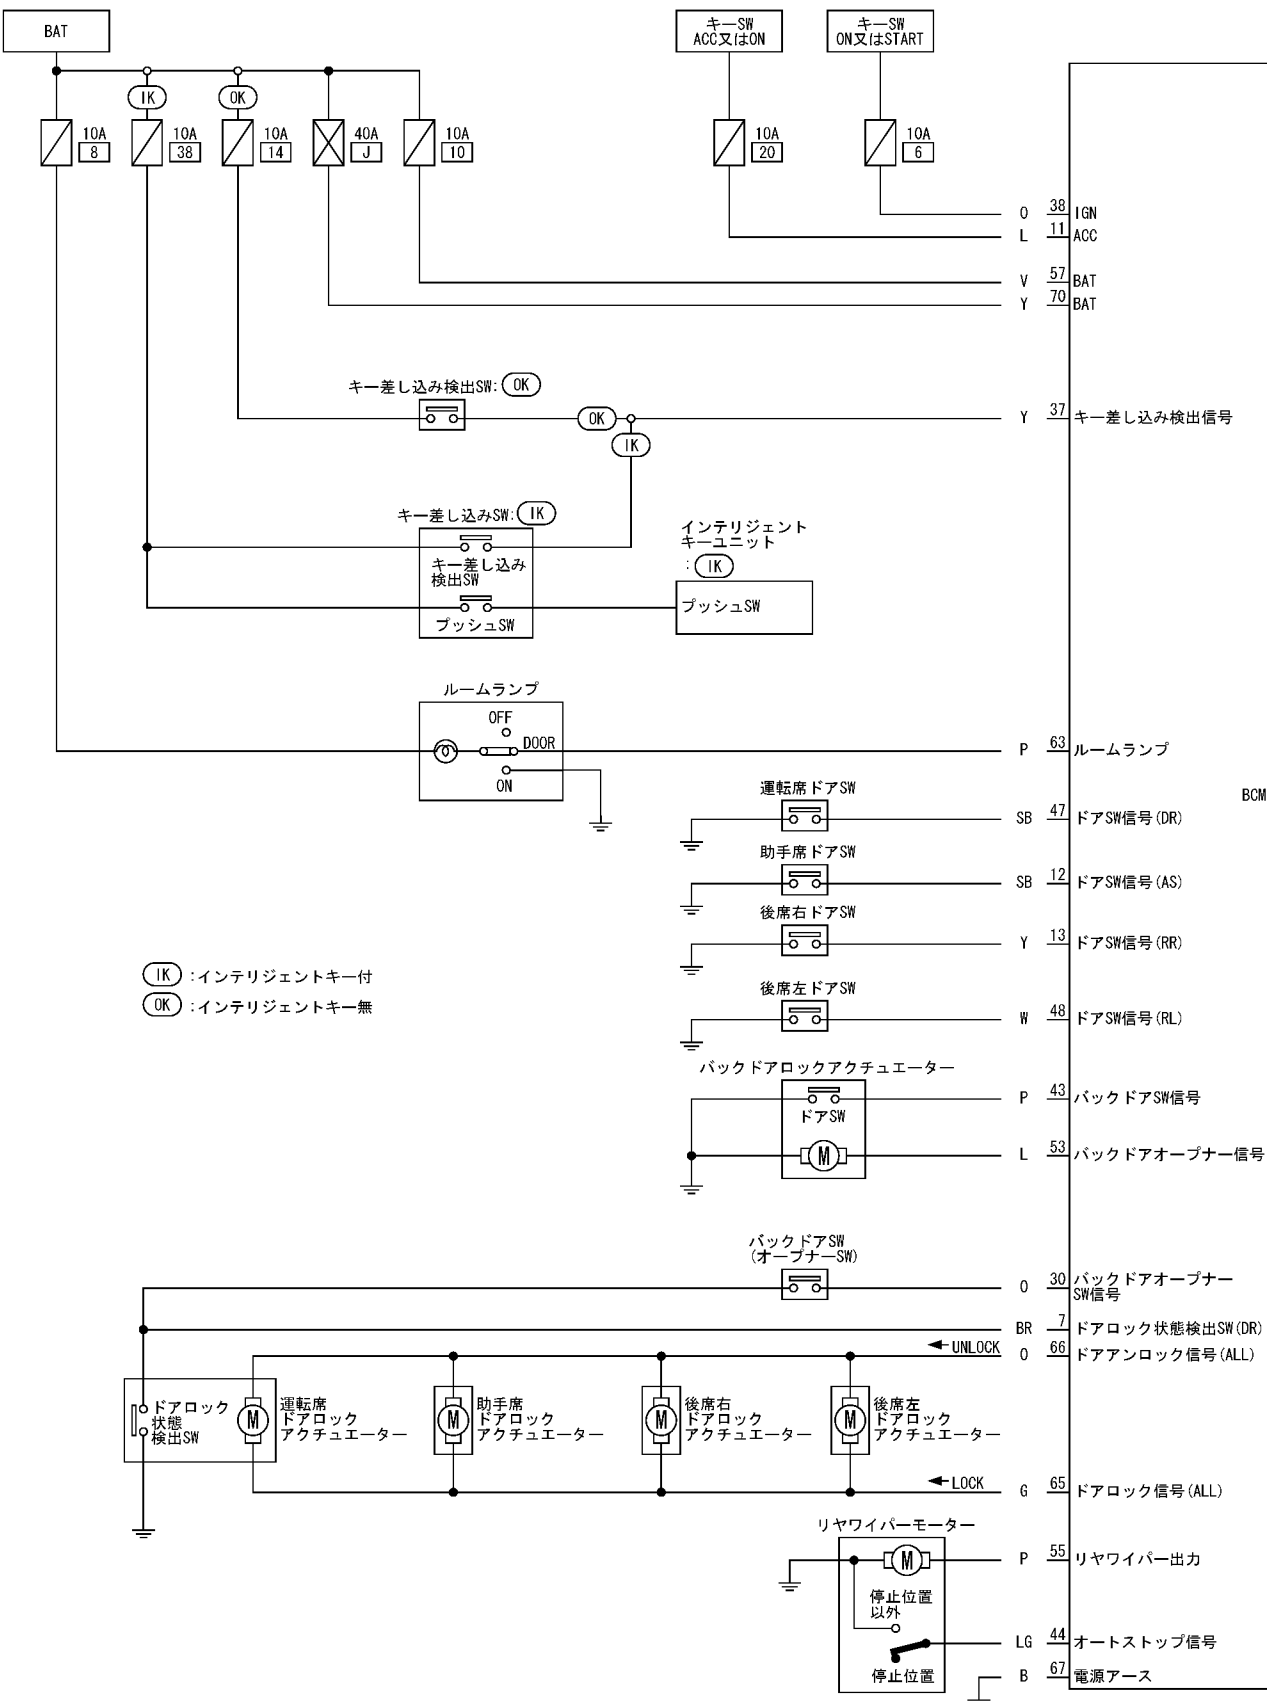 BAT
キーSW
ACC又はON
キーSW
ON又はSTART
IK
OK
10A
8
10A
38
10A
14
40A
J
10A
10
10A
20
10A
6
O 38 IGN
L 11 ACC
V 57 BAT
Y 70 BAT
キー差し込み検出SW: OK
OK
Y 37 キー差し込み検出信号
IK
キー差し込みSW: IK
キー差し込み
検出SW
プッシュSW
インテリジェント
キーユニット
: IK
プッシュSW
ルームランプ
OFF
DOOR
ON
P 63 ルームランプ
BCM
運転席ドアSW
SB 47 ドアSW信号(DR)
助手席ドアSW
SB 12 ドアSW信号(AS)
後席右ドアSW
Y 13 ドアSW信号(RR)
IK :インテリジェントキー付
OK :インテリジェントキー無
後席左ドアSW
W 48 ドアSW信号(RL)
バックドアロックアクチュエーター
ドアSW
P 43 バックドアSW信号
M
L 53 バックドアオープナー信号
バックドアSW
(オープナーSW)
O 30 バックドアオープナー
SW信号
BR 7 ドアロック状態検出SW(DR)
UNLOCK
O 66 ドアアンロック信号(ALL)
ドアロック
状態
検出SW
M
運転席
ドアロック
アクチュエーター
M
助手席
ドアロック
アクチュエーター
M
後席右
ドアロック
アクチュエーター
M
後席左
ドアロック
アクチュエーター
LOCK
G 65 ドアロック信号(ALL)
リヤワイパーモーター
M
P 55 リヤワイパー出力
停止位置
以外
停止位置
LG 44 オートストップ信号
B 67 電源アース